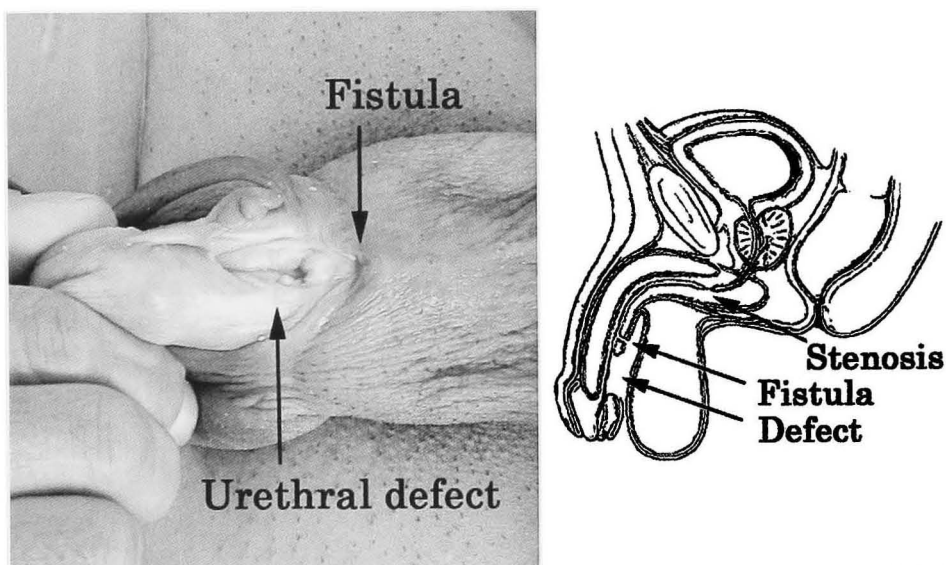 Fistula
Urethral defect
Stenosis
Fistula
Defect